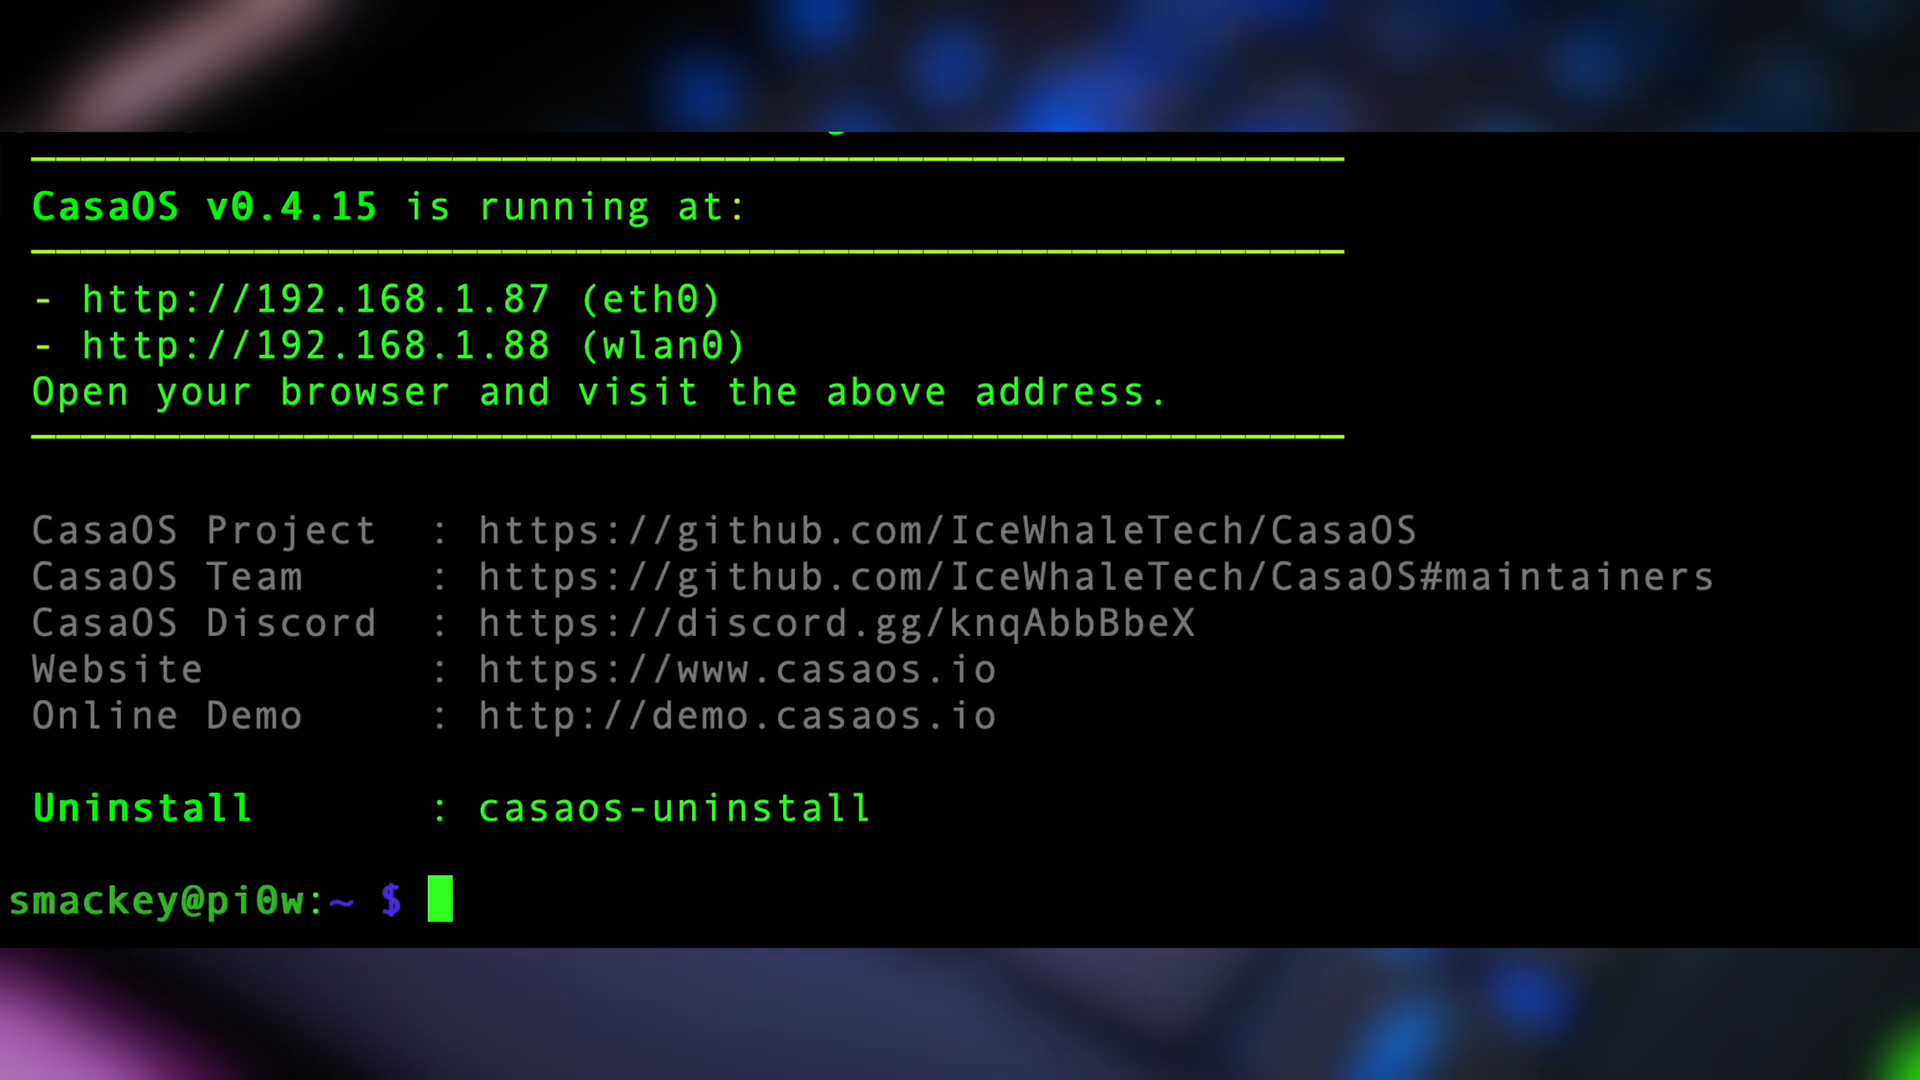 CasaOS v0.4.15 is running at:
- http://192.168.1.87 (eth0)
- http://192.168.1.88 (wlan0)
Open your browser and visit the above address.
CasaOS Project : https://github.com/IceWhaleTech/CasaOS
CasaOS Team : https://github.com/IceWhaleTech/CasaOS#maintainers
CasaOS Discord : https://discord.gg/knqAbbBbeX
Website : https://www.casaos.io
Online Demo : http://demo.casaos.io
Uninstall : casaos-uninstall
smackey@pi0w:~ $